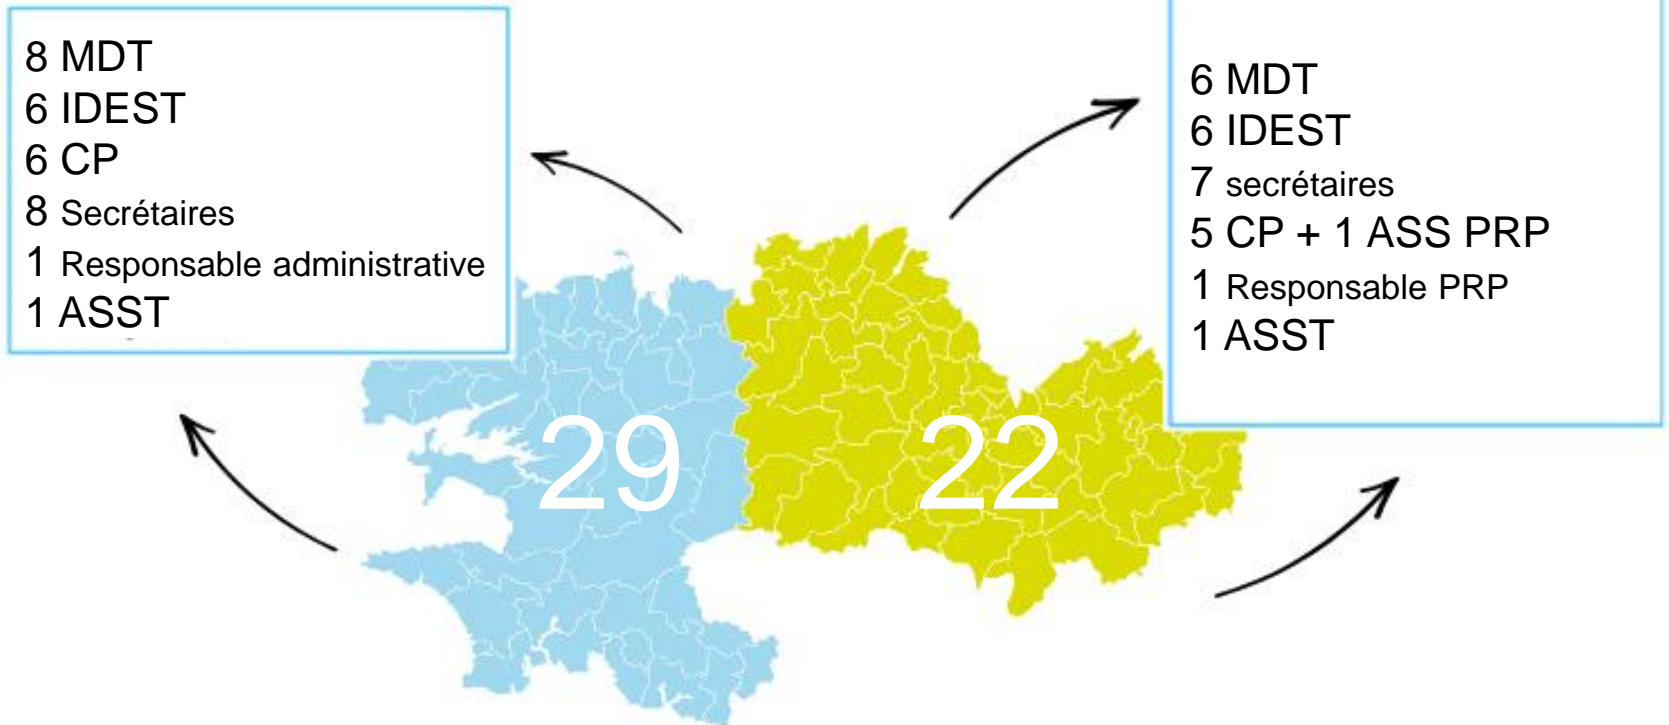 8 MDT
6 IDEST
6 CP
8 Secrétaires
1 Responsable administrative
1 ASST
6 MDT
6 IDEST
7 secrétaires
5 CP + 1 ASS PRP
1 Responsable PRP
1 ASST
29
22